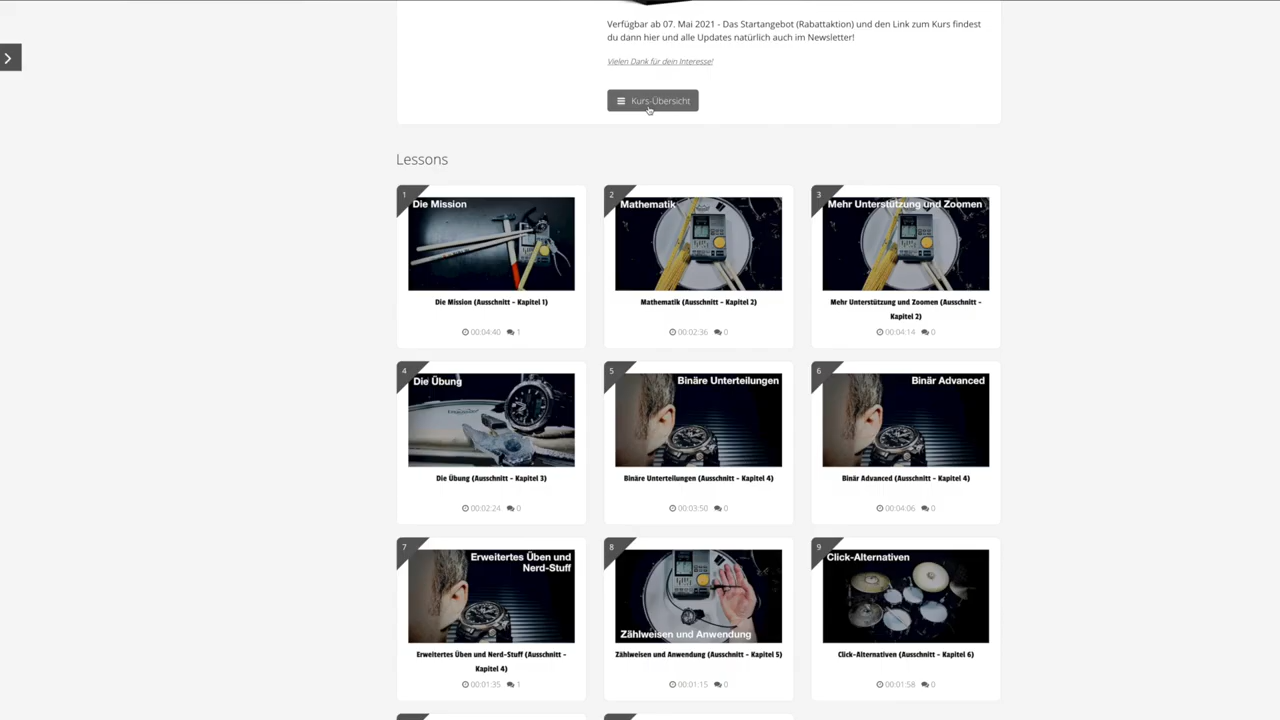 Verfügbar ab 07. Mai 2021 - Das Startangebot (Rabattaktion) und den Link zum Kurs findest
du dann hier und alle Updates natürlich auch im Newsletter!
Vielen Dank für dein Interesse!
Kurs-Übersicht
Lessons
1
Die Mission
Die Mission (Ausschnitt - Kapitel 1)
00:04:40 1
2
Mathematik
Mathematik (Ausschnitt - Kapitel 2)
00:02:36 0
3
Mehr Unterstützung und Zoomen
Mehr Unterstützung und Zoomen (Ausschnitt -
Kapitel 2)
00:04:14 0
4
Die Übung
Die Übung (Ausschnitt - Kapitel 3)
00:02:24 0
5
Binäre Unterteilungen
Binäre Unterteilungen (Ausschnitt - Kapitel 4)
00:03:50 0
6
Binär Advanced
Binär Advanced (Ausschnitt - Kapitel 4)
00:04:06 0
7
Erweitertes Üben und
Nerd-Stuff
Erweitertes Üben und Nerd-Stuff (Ausschnitt -
Kapitel 4)
00:01:35 1
8
Zählweisen und Anwendung
Zählweisen und Anwendung (Ausschnitt - Kapitel 5)
00:01:15 0
9
Click-Alternativen
Click-Alternativen (Ausschnitt - Kapitel 6)
00:01:58 0